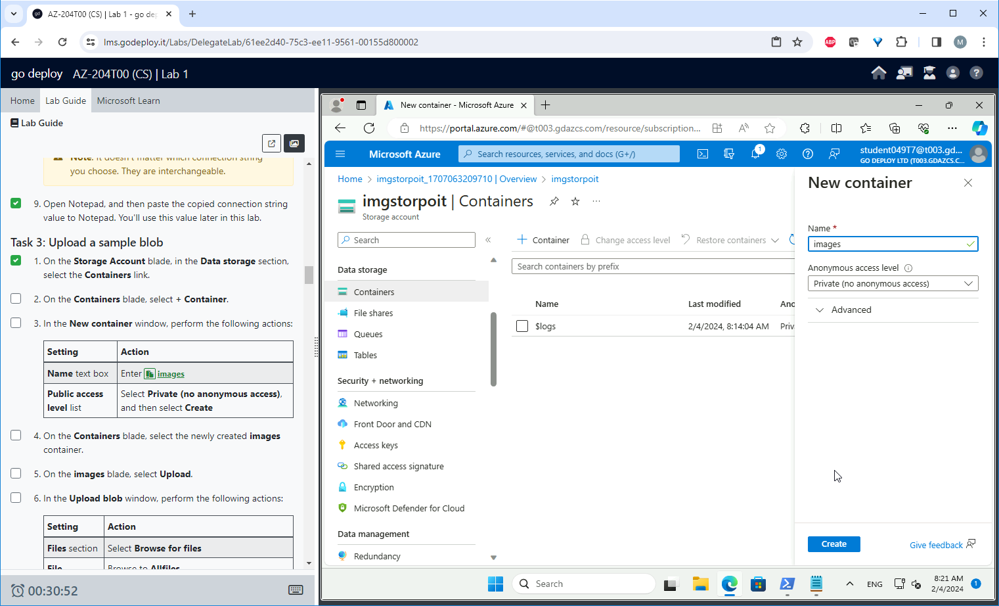 AZ-204T00 (CS) | Lab 1 - go de
lms.godeploy.it/Labs/DelegateLab/61ee2d40-75c3-ee11-9561-00155d800002
ABP
M
go deploy AZ-204T00 (CS) | Lab 1
Home Lab Guide Microsoft Learn
Lab Guide
Note: It doesn't matter which connection string
you choose. They are interchangeable.
9. Open Notepad, and then paste the copied connection string
value to Notepad. You'll use this value later in this lab.
Task 3: Upload a sample blob
1. On the Storage Account blade, in the Data storage section,
select the Containers link.
2. On the Containers blade, select + Container.
3. In the New container window, perform the following actions:
Setting Action
Name text box Enter images
Public access Select Private (no anonymous access),
level list and then select Create
4. On the Containers blade, select the newly created images
container.
5. On the images blade, select Upload.
6. In the Upload blob window, perform the following actions:
Setting Action
Files section Select Browse for files
File Browse to Allfiles
00:30:52
New container - Microsoft Azure
https://portal.azure.com/#@t003.gdazcs.com/resource/subscription...
Microsoft Azure
Search resources, services, and docs (G+/)
1
student049T7@t003.gd...
GO DEPLOY LTD (T003.GDAZCS.C...
Home > imgstorpoit_1707063209710 | Overview > imgstorpoit
imgstorpoit | Containers
Storage account
Search
Data storage
Containers
File shares
Queues
Tables
Security + networking
Networking
Front Door and CDN
Access keys
Shared access signature
Encryption
Microsoft Defender for Cloud
Data management
Redundancy
Container Change access level Restore containers
Search containers by prefix
Name Last modified Ano
$logs 2/4/2024, 8:14:04 AM Priv
New container
Name *
images
Anonymous access level
Private (no anonymous access)
Advanced
Create Give feedback
Search
ENG
8:21 AM
2/4/2024
1